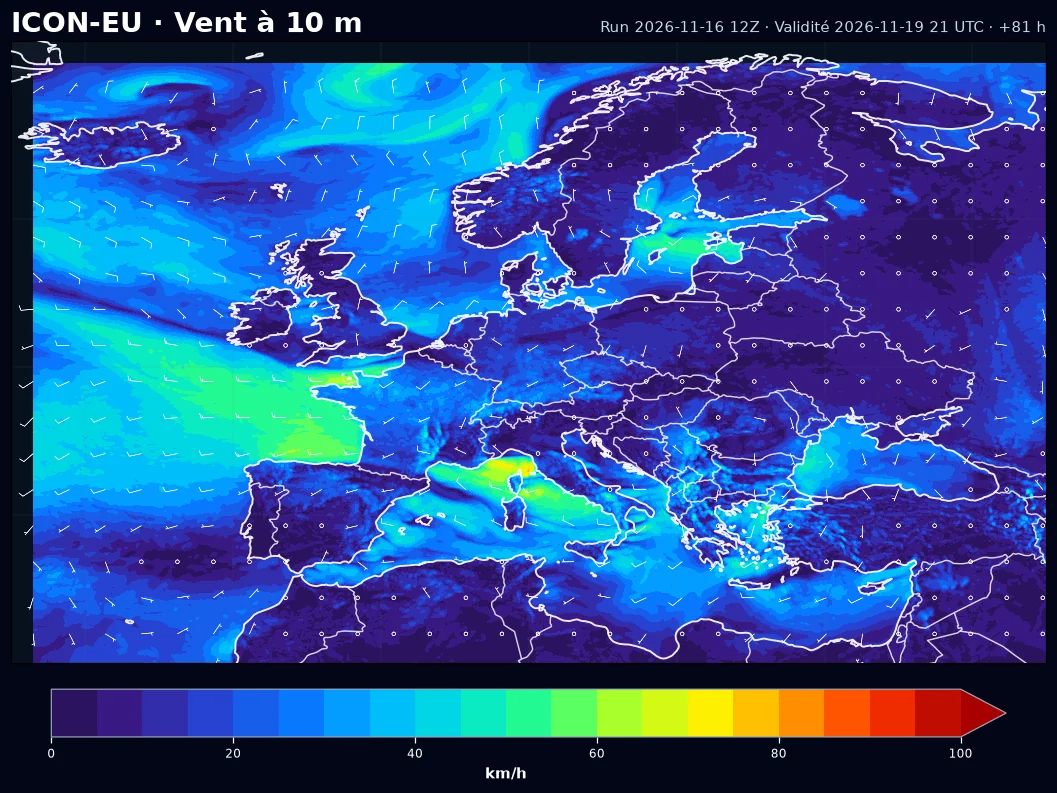 ICON-EU · Vent à 10 m
Run 2026-11-16 12Z · Validité 2026-11-19 21 UTC · +81 h
0 20 40 60 80 100
km/h